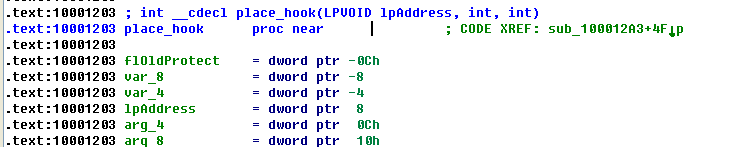 .text:10001203 ; int __cdecl place_hook(LPVOID lpAddress, int, int)
.text:10001203 place_hook proc near ; CODE XREF: sub_100012A3+4F↓p
.text:10001203
.text:10001203 flOldProtect = dword ptr -0Ch
.text:10001203 var_8 = dword ptr -8
.text:10001203 var_4 = dword ptr -4
.text:10001203 lpAddress = dword ptr 8
.text:10001203 arg_4 = dword ptr 0Ch
.text:10001203 arg_8 = dword ptr 10h